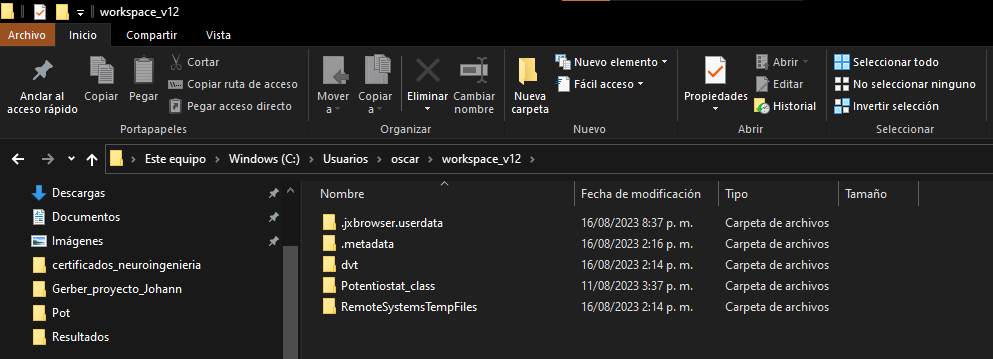 workspace_v12
Archivo Inicio Compartir Vista
Anclar al acceso rápido
Copiar
Pegar
Cortar
Copiar ruta de acceso
Pegar acceso directo
Portapapeles
Mover a
Copiar a
Eliminar
Cambiar nombre
Organizar
Nueva carpeta
Nuevo elemento
Fácil acceso
Nuevo
Propiedades
Abrir
Editar
Historial
Abrir
Seleccionar todo
No seleccionar ninguno
Invertir selección
Seleccionar
Este equipo > Windows (C:) > Usuarios > oscar > workspace_v12 >
Descargas
Documentos
Imágenes
certificados_neuroingenieria
Gerber_proyecto_Johann
Pot
Resultados
Nombre Fecha de modificación Tipo Tamaño
.jxbrowser.userdata 16/08/2023 8:37 p. m. Carpeta de archivos
.metadata 16/08/2023 2:16 p. m. Carpeta de archivos
dvt 16/08/2023 2:14 p. m. Carpeta de archivos
Potentiostat_class 11/08/2023 3:37 p. m. Carpeta de archivos
RemoteSystemsTempFiles 16/08/2023 2:14 p. m. Carpeta de archivos